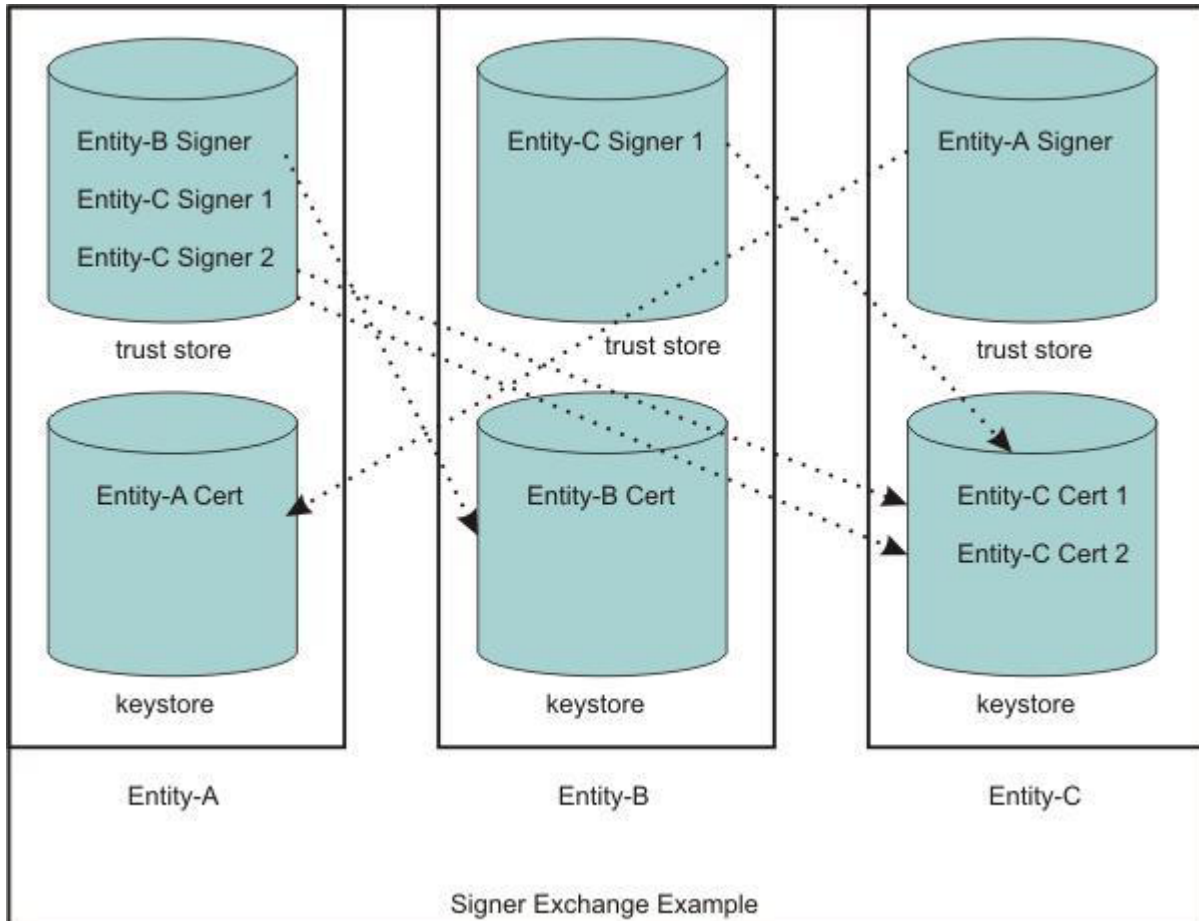 Entity-B Signer
Entity-C Signer 1
Entity-C Signer 2
trust store
Entity-A Cert
keystore
Entity-A
Entity-C Signer 1
trust store
Entity-B Cert
keystore
Entity-B
Entity-A Signer
trust store
Entity-C Cert 1
Entity-C Cert 2
keystore
Entity-C
Signer Exchange Example